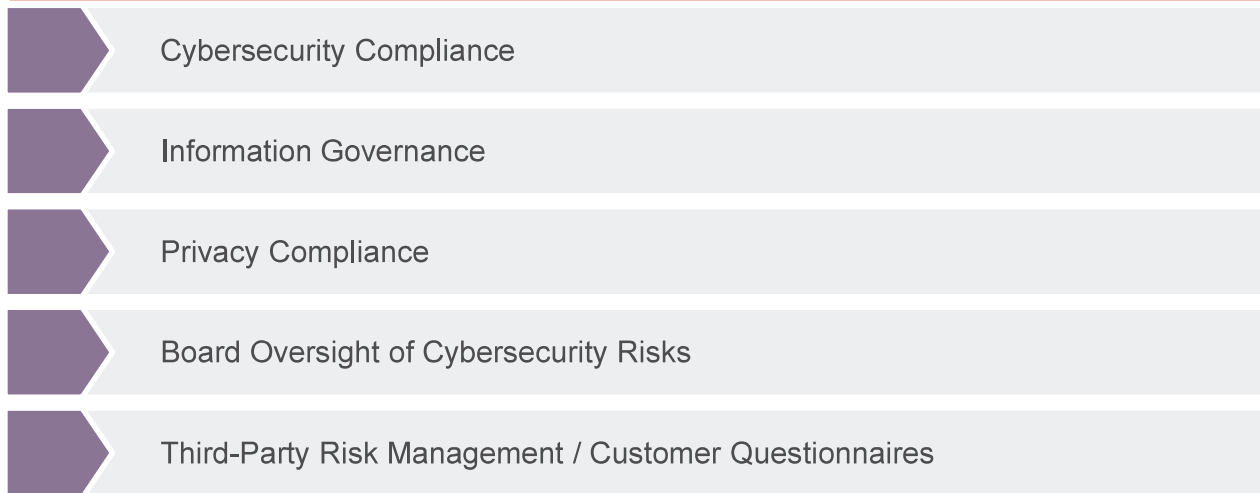 Cybersecurity Compliance
Information Governance
Privacy Compliance
Board Oversight of Cybersecurity Risks
Third-Party Risk Management / Customer Questionnaires